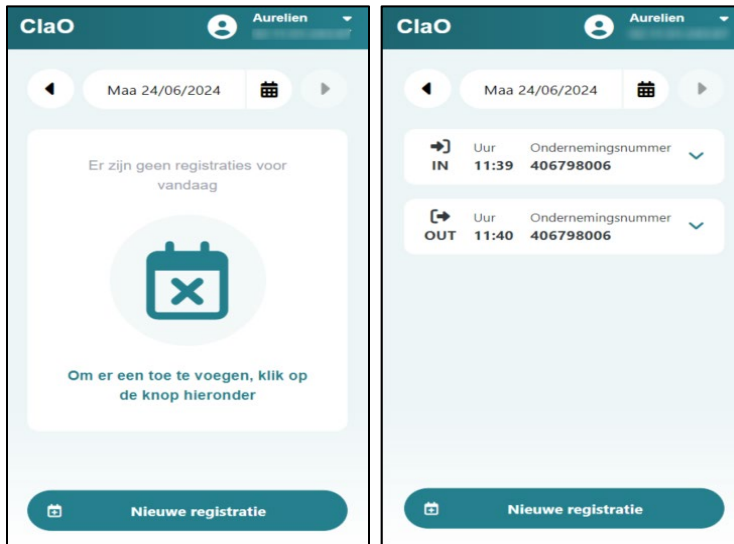 ClaO
Aurelien
Maa 24/06/2024
Er zijn geen registraties voor
vandaag
Om er een toe te voegen, klik op
de knop hieronder
Nieuwe registratie
ClaO
Aurelien
Maa 24/06/2024
Uur Ondernemingsnummer
IN 11:39 406798006
Uur Ondernemingsnummer
OUT 11:40 406798006
Nieuwe registratie